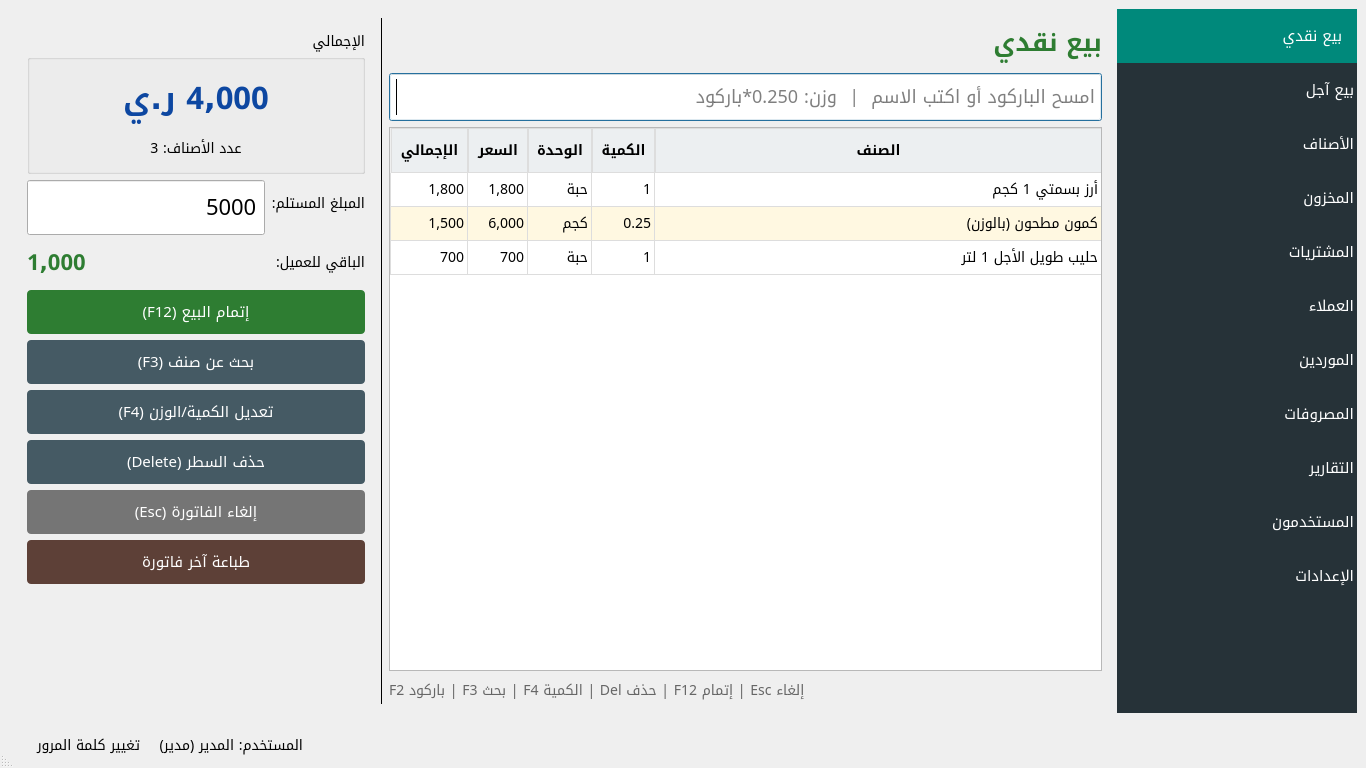 بيع نقدي
بيع آجل
الأصناف
المخزون
المشتريات
العملاء
الموردين
المصروفات
التقارير
المستخدمون
الإعدادات
بيع نقدي
امسح الباركود أو اكتب الاسم | وزن: 0.250*باركود
الصنف الكمية الوحدة السعر الإجمالي
أرز بسمتي 1 كجم 1 حبة 1,800 1,800
كمون مطحون (بالوزن) 0.25 كجم 6,000 1,500
حليب طويل الأجل 1 لتر 1 حبة 700 700
إلغاء Esc | إتمام F12 | حذف Del | الكمية F4 | بحث F3 | باركود F2
الإجمالي
4,000 ر.ي
عدد الأصناف: 3
المبلغ المستلم: 5000
الباقي للعميل: 1,000
إتمام البيع (F12)
بحث عن صنف (F3)
تعديل الكمية/الوزن (F4)
حذف السطر (Delete)
إلغاء الفاتورة (Esc)
طباعة آخر فاتورة
المستخدم: المدير (مدير) تغيير كلمة المرور